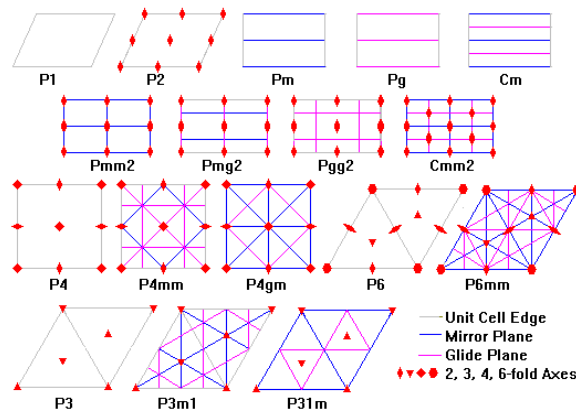 P1 P2 Pm Pg Cm
Pmm2 Pmg2 Pgg2 Cmm2
P4 P4mm P4gm P6 P6mm
Unit Cell Edge
Mirror Plane
Glide Plane
P3 P3m1 P31m 2, 3, 4, 6-fold Axes